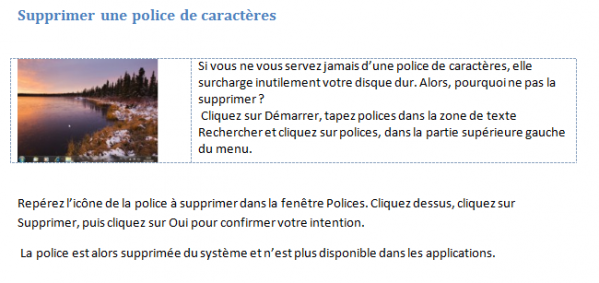 Supprimer une police de caractères
Si vous ne vous servez jamais d'une police de caractères, elle
surcharge inutilement votre disque dur. Alors, pourquoi ne pas la
supprimer ?
Cliquez sur Démarrer, tapez polices dans la zone de texte
Rechercher et cliquez sur polices, dans la partie supérieure gauche
du menu.
Repérez l'icône de la police à supprimer dans la fenêtre Polices. Cliquez dessus, cliquez sur
Supprimer, puis cliquez sur Oui pour confirmer votre intention.
La police est alors supprimée du système et n'est plus disponible dans les applications.